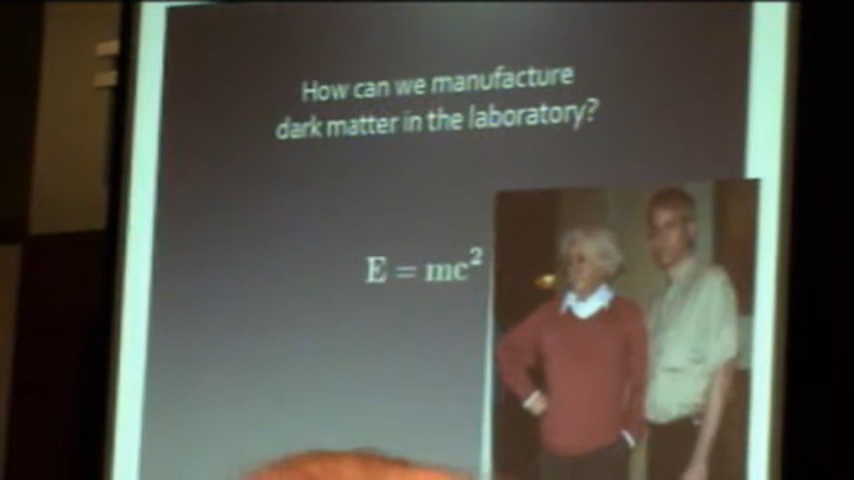 How can we manufacture
dark matter in the laboratory?
E = mc²